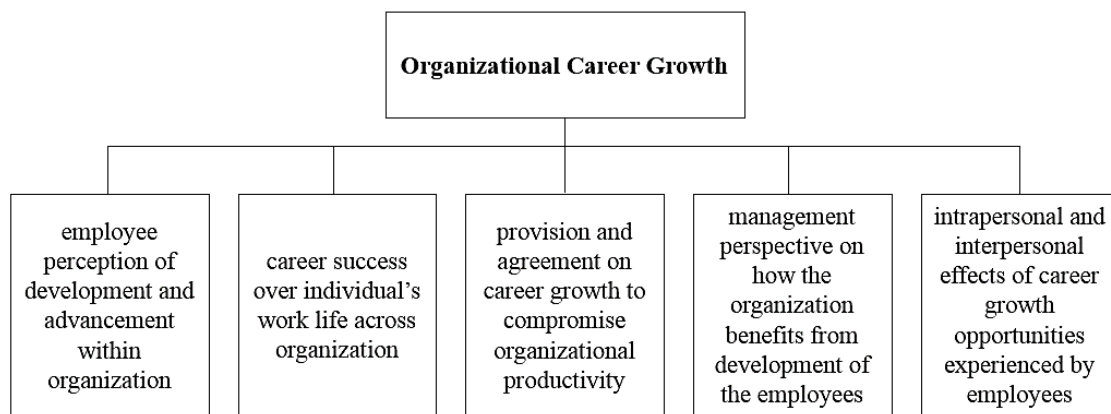 Organizational Career Growth
employee
perception of
development and
advancement
within
organization
career success
over individual's
work life across
organization
provision and
agreement on
career growth to
compromise
organizational
productivity
management
perspective on
how the
organization
benefits from
development of
the employees
intrapersonal and
interpersonal
effects of career
growth
opportunities
experienced by
employees